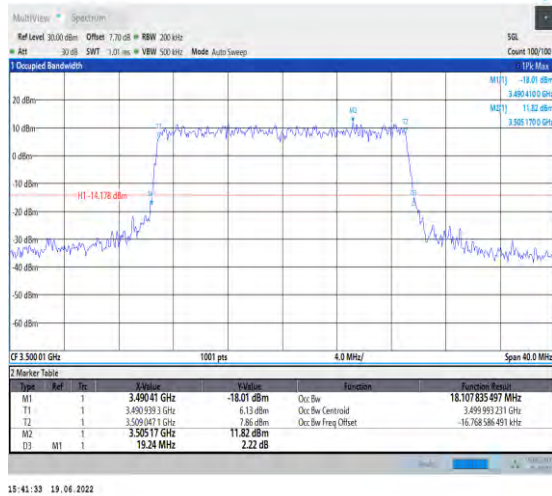 MultiView Spectrum
Ref Level 30.00 dBm Offset 7.70 dB RBW 200 kHz SGL
Att 30 dB SWT 1.01 ms VBW 500 kHz Mode Auto Sweep Count 100/100
1 Occupied Bandwidth 1Pk Max
M1[1] -18.01 dBm
3.490410 0 GHz
20 dBm M2[1] 11.82 dBm
3.505170 0 GHz
M2
10 dBm T1 T2
0 dBm
-10 dBm
H1 -14.178 dBm
-20 dBm
-30 dBm
-40 dBm
-50 dBm
-60 dBm
CF 3.500 01 GHz 1001 pts 4.0 MHz/ Span 40.0 MHz
2 Marker Table
Type Ref Trc X-Value Y-Value Function Function Result
M1 1 3.490 41 GHz -18.01 dBm Occ Bw 18.107 835 497 MHz
T1 1 3.490 939 3 GHz 6.13 dBm Occ Bw Centroid 3.499 993 231 GHz
T2 1 3.509 047 1 GHz 7.86 dBm Occ Bw Freq Offset -16.768 586 491 kHz
M2 1 3.505 17 GHz 11.82 dBm
D3 M1 1 19.24 MHz 2.22 dB
15:41:33 19.06.2022